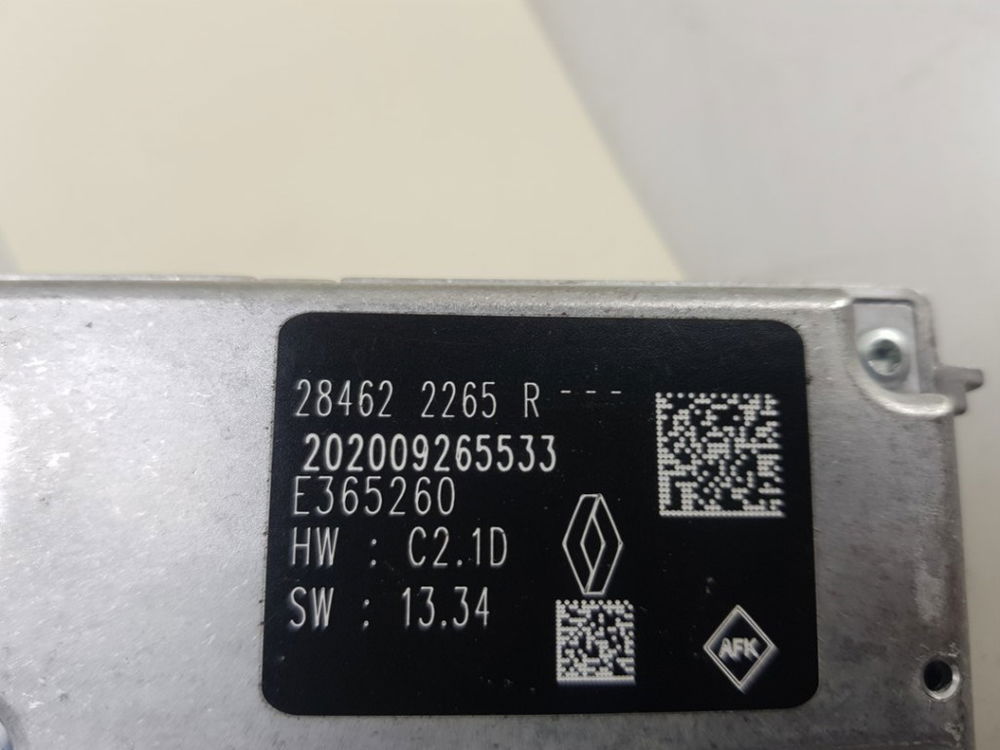 28462 2265 R ---
202009265533
E365260
HW : C2.1D
SW : 13.34
AFK